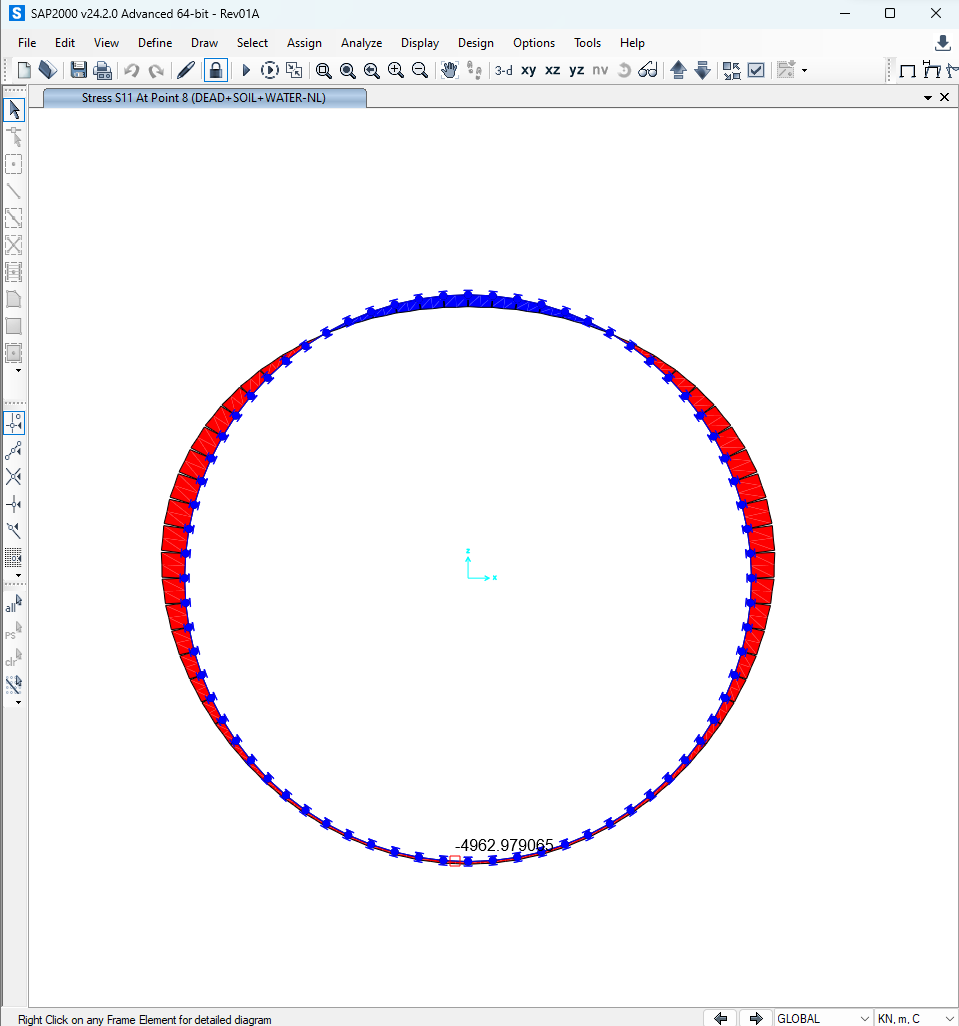 SAP2000 v24.2.0 Advanced 64-bit - Rev01A
File Edit View Define Draw Select Assign Analyze Display Design Options Tools Help
3-d xy xz yz nv
Stress S11 At Point 8 (DEAD+SOIL+WATER-NL)
all
ps
clr
z
x
-4962.979065
Right Click on any Frame Element for detailed diagram
GLOBAL
KN, m, C